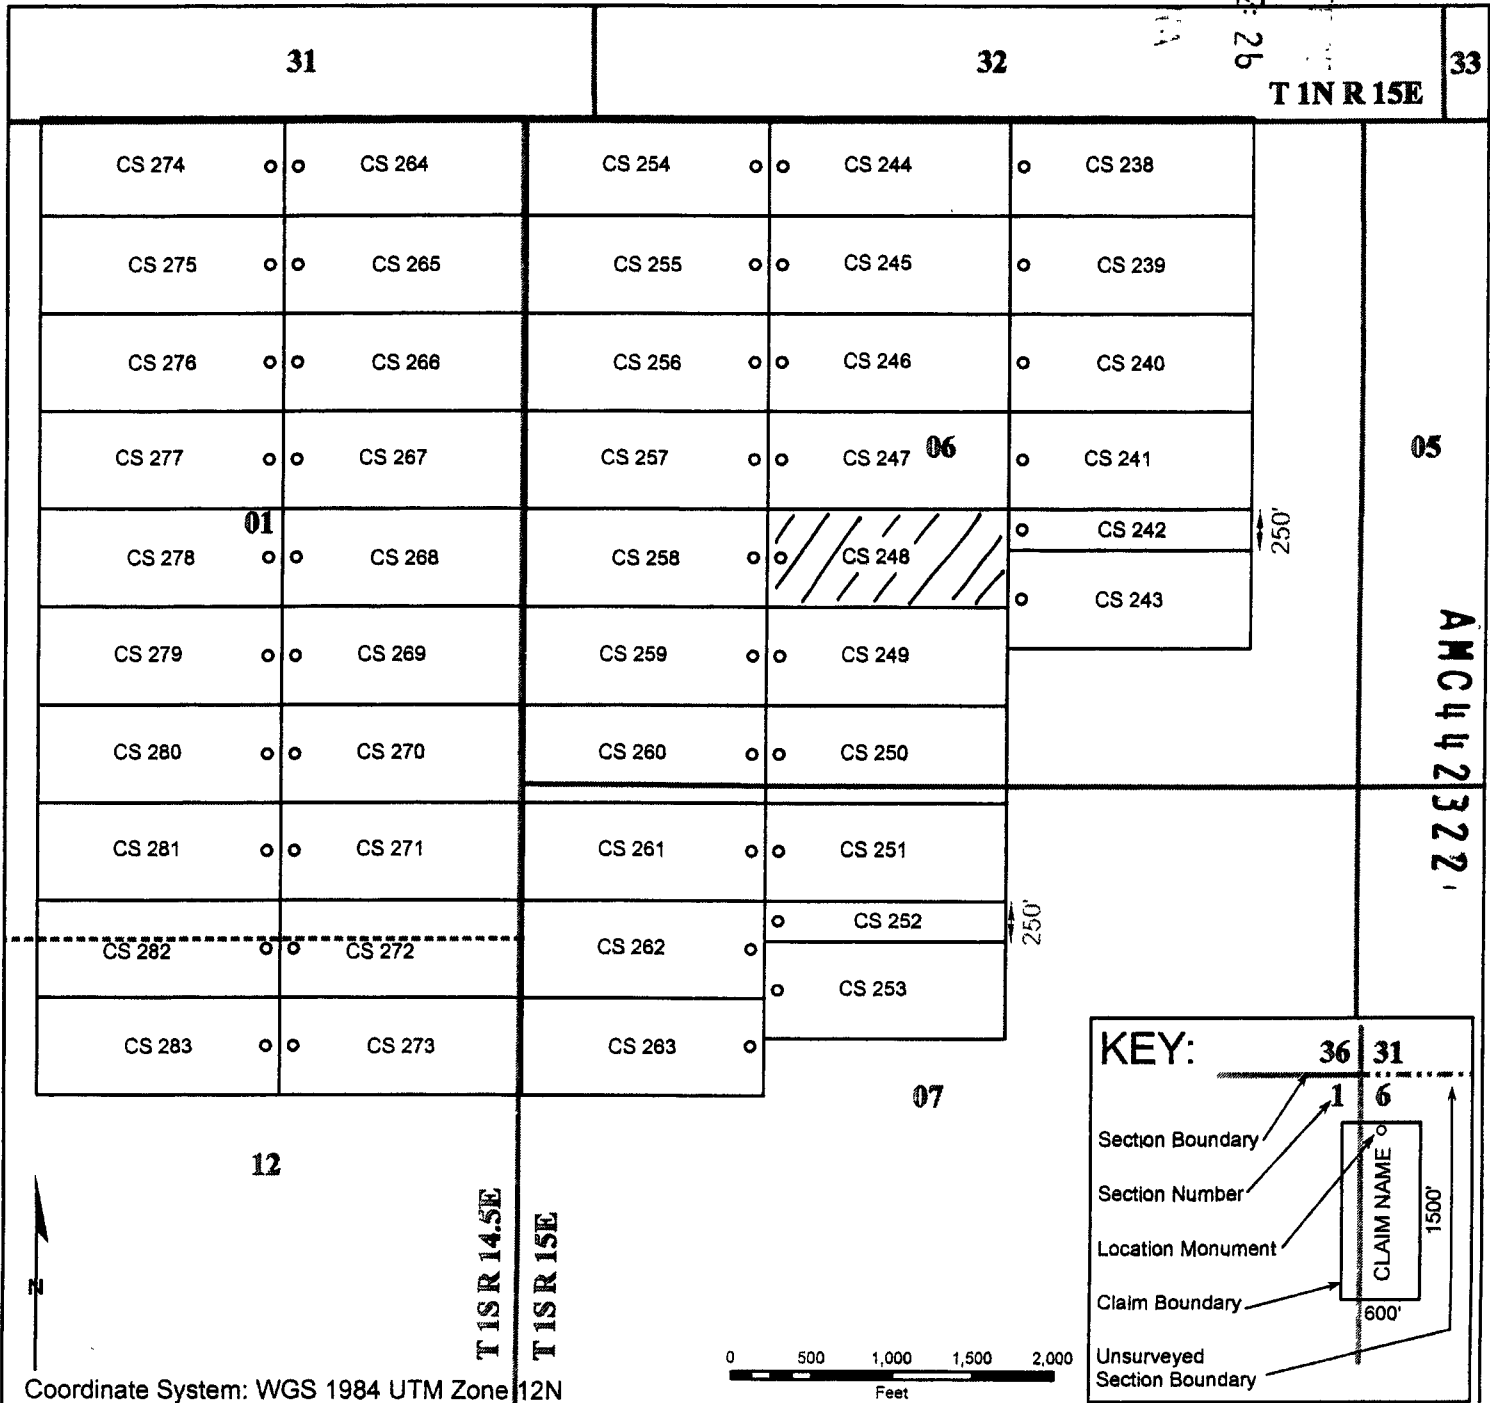 26
31 32 33
T 1N R 15E
CS 274 CS 264 CS 254 CS 244 CS 238
CS 275 CS 265 CS 255 CS 245 CS 239
CS 276 CS 266 CS 256 CS 246 CS 240
CS 277 CS 267 CS 257 CS 247 06 CS 241 05
01
CS 278 CS 268 CS 258 CS 248 CS 242 250'
CS 243
CS 279 CS 269 CS 259 CS 249
AMC442322
CS 280 CS 270 CS 260 CS 250
CS 281 CS 271 CS 261 CS 251
CS 282 CS 272 CS 262 CS 252 250'
CS 253
CS 283 CS 273 CS 263
07
12
T 1S R 14.5E
T 1S R 15E
N
Coordinate System: WGS 1984 UTM Zone 12N
0 500 1,000 1,500 2,000
Feet
KEY:
36 31
1 6
Section Boundary
Section Number
Location Monument
Claim Boundary
Unsurveyed
Section Boundary
CLAIM NAME
1500'
600'